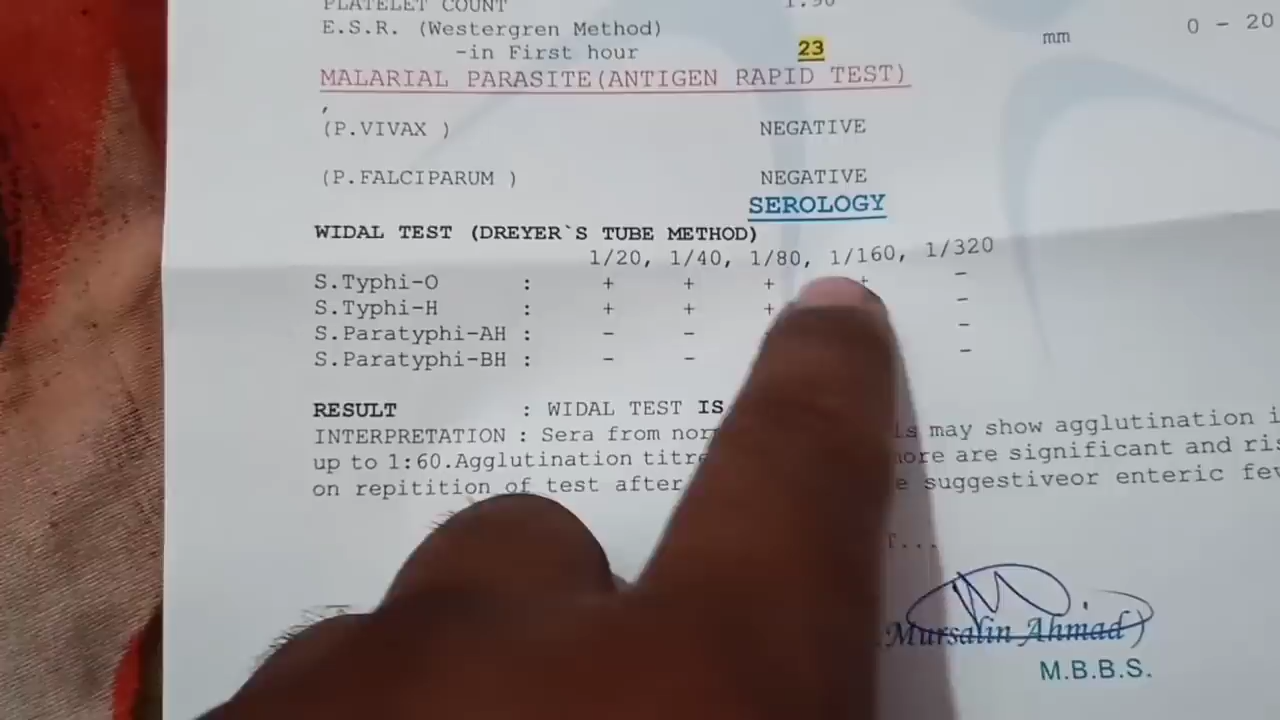 PLATELET COUNT 1.90
E.S.R. (Westergren Method)
-in First hour 23 mm 0 - 20
MALARIAL PARASITE(ANTIGEN RAPID TEST)
,
(P.VIVAX ) NEGATIVE
(P.FALCIPARUM ) NEGATIVE
SEROLOGY
WIDAL TEST (DREYER`S TUBE METHOD)
1/20, 1/40, 1/80, 1/160, 1/320
S.Typhi-O : + + + + -
S.Typhi-H : + + + -
S.Paratyphi-AH : - - -
S.Paratyphi-BH : - - -
RESULT : WIDAL TEST IS
INTERPRETATION : Sera from may show agglutination
up to 1:60.Agglutination are significant and
on repitition of test after suggestiveor enteric
Mursalin Ahmad)
M.B.B.S.